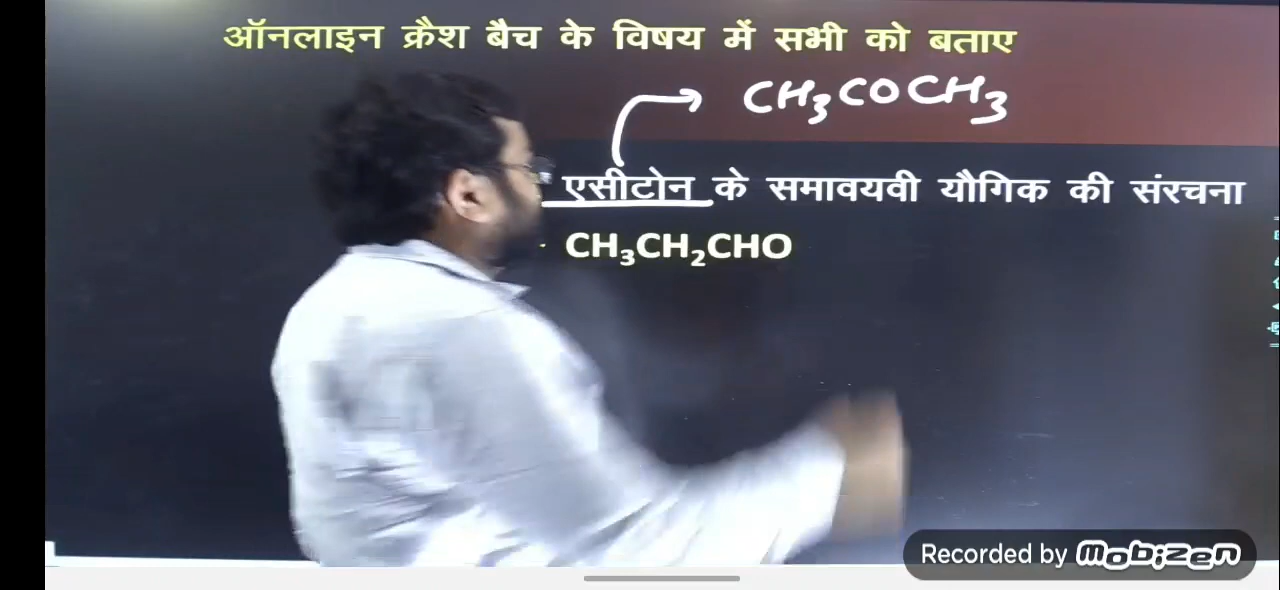 ऑनलाइन क्रैश बैच के विषय में सभी को बताए
CH₃COCH₃
एसीटोन के समावयवी यौगिक की संरचना
CH₃CH₂CHO
Recorded by Mobizen